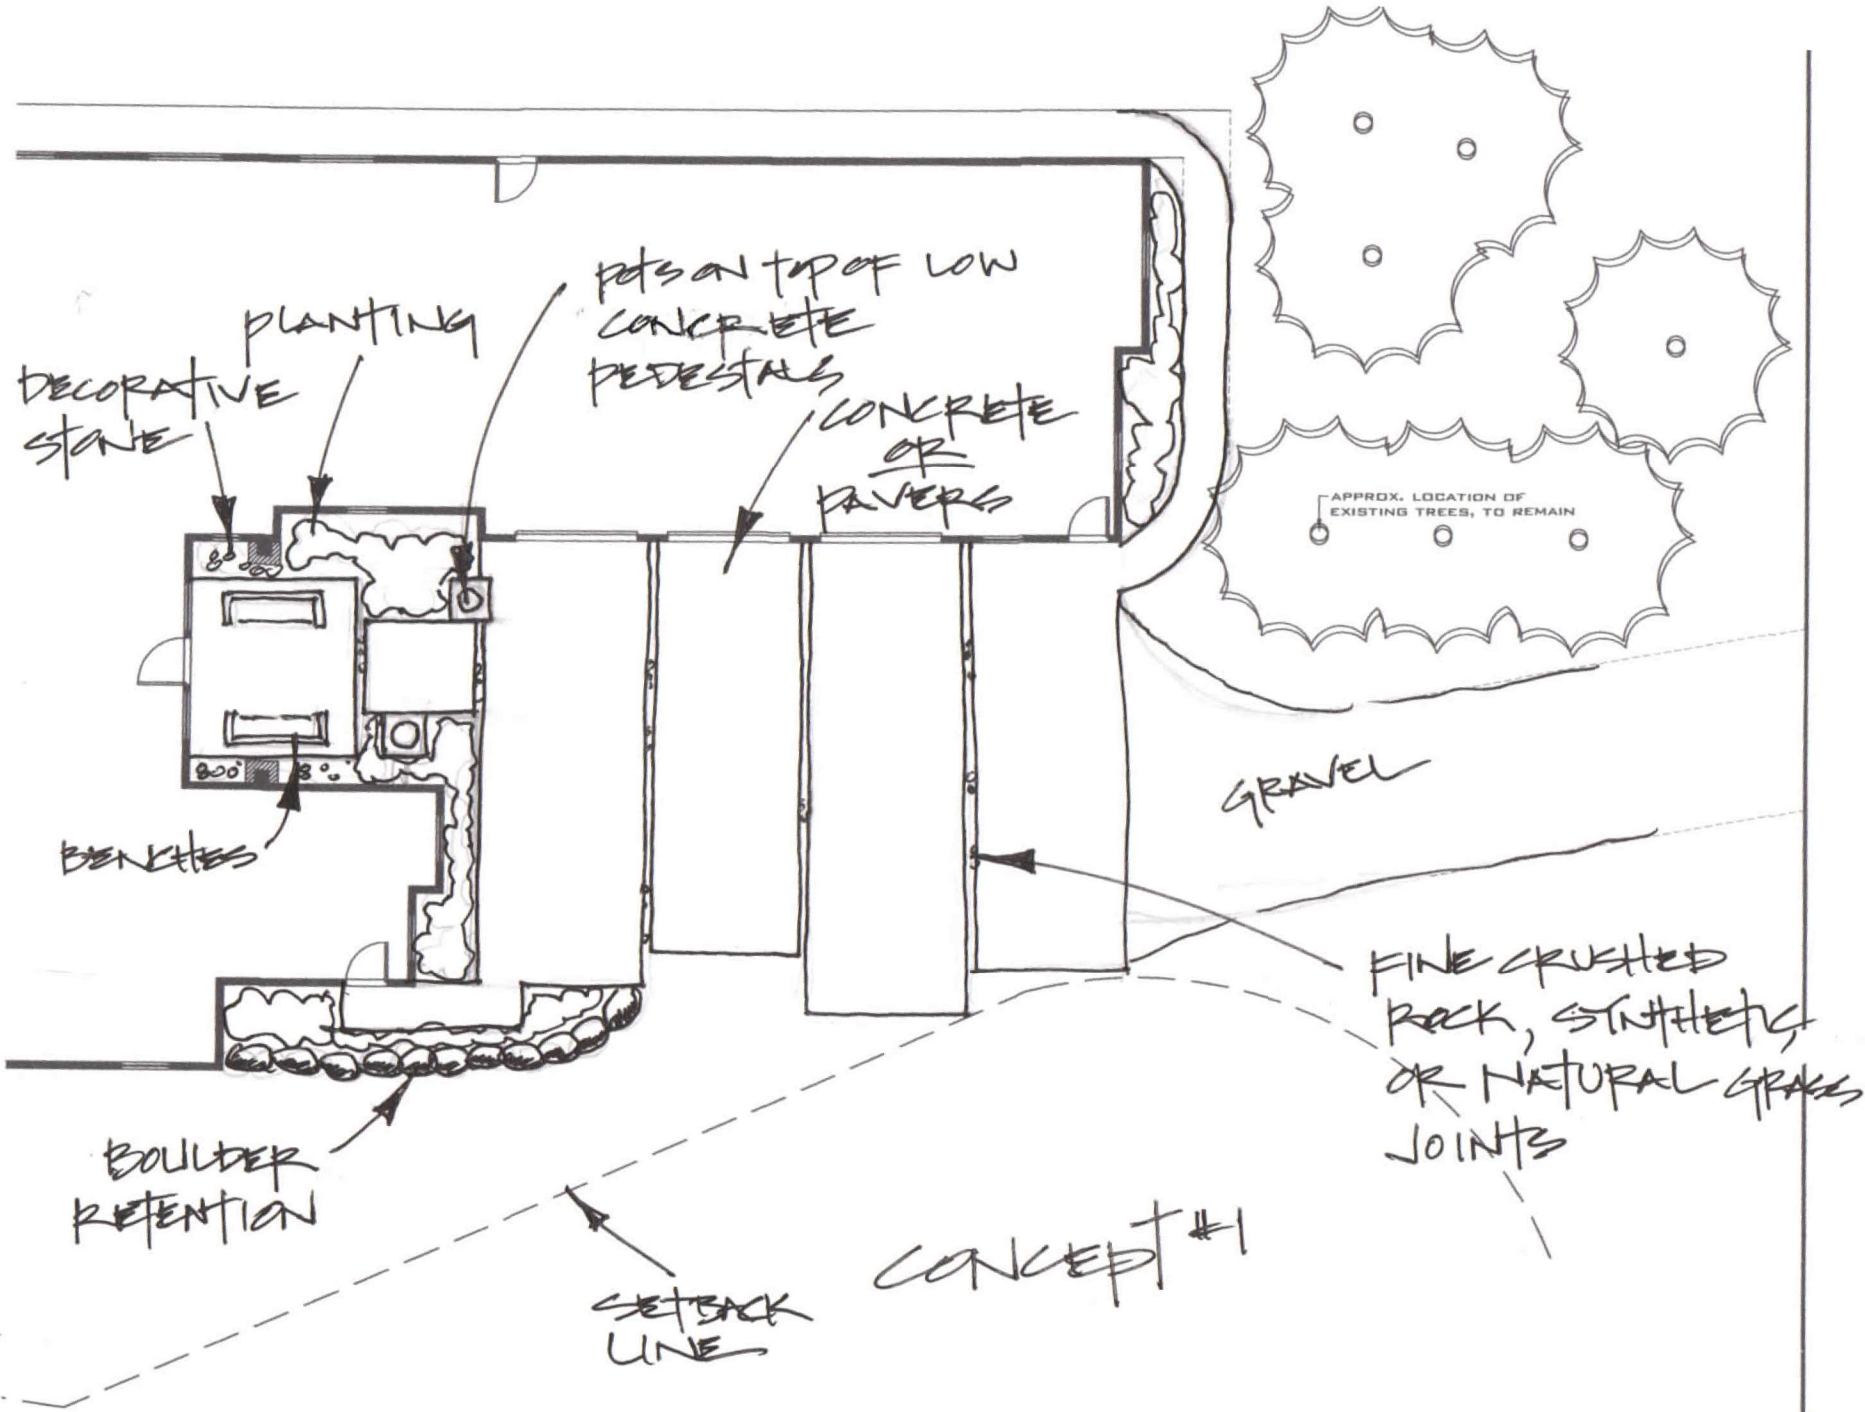 POTS ON TOP OF LOW
CONCRETE
PEDESTALS
PLANTING
DECORATIVE
STONE
CONCRETE
OR
PAVERS
APPROX. LOCATION OF
EXISTING TREES, TO REMAIN
GRAVEL
BENCHES
FINE CRUSHED
ROCK, SYNTHETIC,
OR NATURAL GRASS
JOINTS
BOULDER
RETENTION
SETBACK
LINE
CONCEPT #1